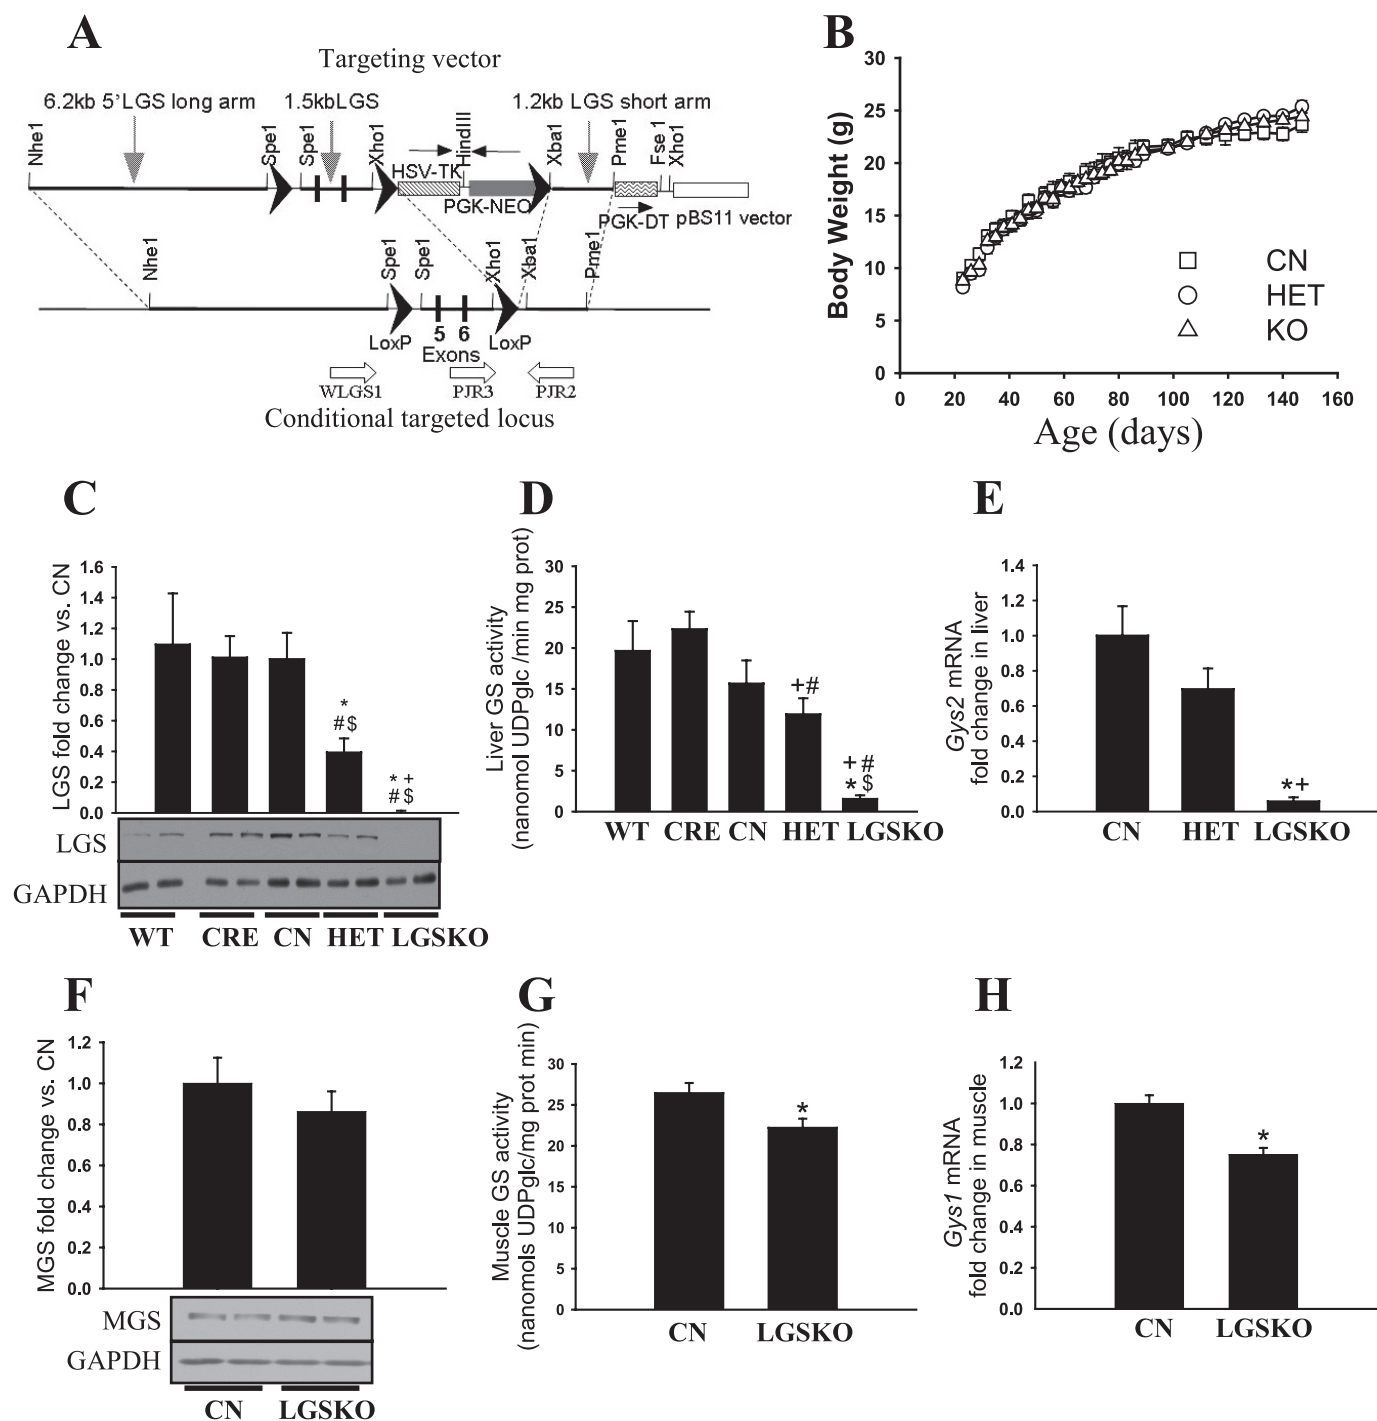 A
Targeting vector
6.2kb 5'LGS long arm
1.5kbLGS
1.2kb LGS short arm
Nhe1
Spe1
Spe1
Xho1
HindIII
Xba1
Pme1
Fse 1
Xho1
HSV-TK
PGK-NEO
PGK-DT
pBS11 vector
Nhe1
Spe1
Spe1
Xho1
Xba1
Pme1
5
6
LoxP
Exons
LoxP
WLGS1
PJR3
PJR2
Conditional targeted locus
B
Body Weight (g)
30
25
20
15
10
5
0
CN
HET
KO
0 20 40 60 80 100 120 140 160
Age (days)
C
LGS fold change vs. CN
1.6
1.4
1.2
1.0
0.8
0.6
0.4
0.2
0.0
*
#$
* +
#$
LGS
GAPDH
WT CRE CN HET LGSKO
D
Liver GS activity
(nanomol UDPglc /min mg prot)
30
25
20
15
10
5
0
+#
+ #
*$
WT CRE CN HET LGSKO
E
Gys2 mRNA
fold change in liver
1.4
1.2
1.0
0.8
0.6
0.4
0.2
0.0
*+
CN HET LGSKO
F
MGS fold change vs. CN
1.2
1.0
0.8
0.6
0.4
0.2
0.0
MGS
GAPDH
CN LGSKO
G
Muscle GS activity
(nanomols UDPglc/mg prot min)
30
25
20
15
10
5
0
*
CN LGSKO
H
Gys1 mRNA
fold change in muscle
1.2
1.0
0.8
0.6
0.4
0.2
0.0
*
CN LGSKO